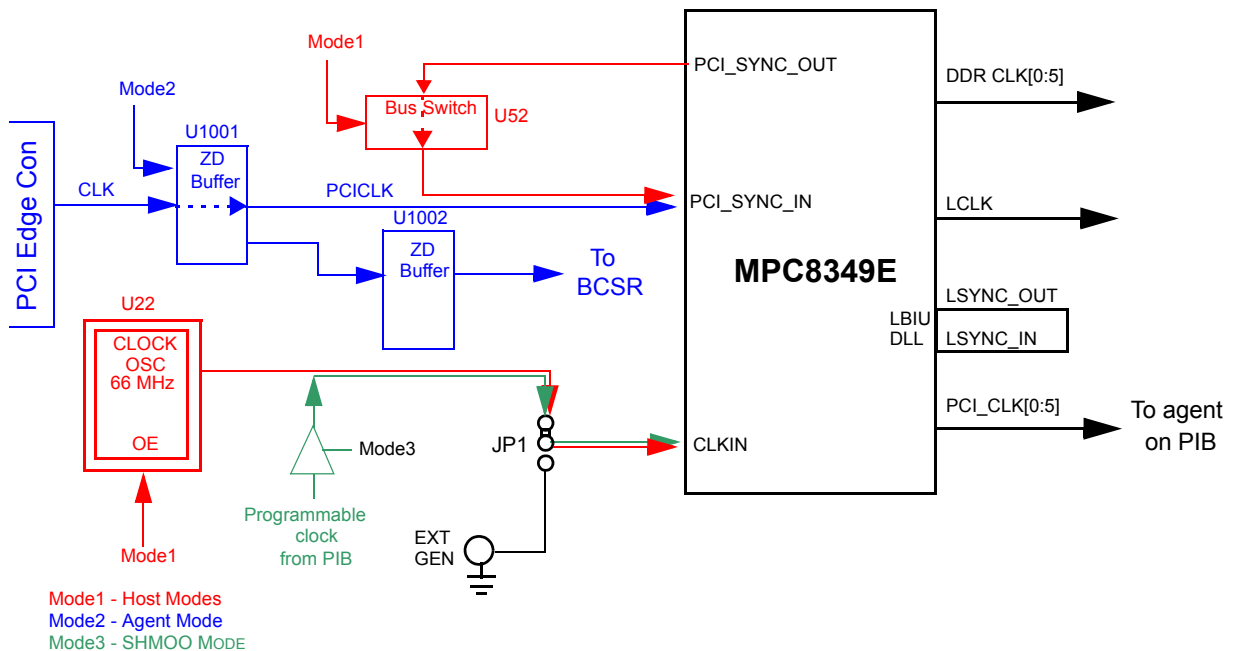 Mode1
PCI_SYNC_OUT
DDR CLK[0:5]
Mode2
Bus Switch
U52
U1001
ZD
Buffer
PCI Edge Con
CLK
PCICLK
PCI_SYNC_IN
LCLK
U1002
ZD
Buffer
To
BCSR
MPC8349E
U22
LSYNC_OUT
LBIU
DLL
LSYNC_IN
CLOCK
OSC
66 MHz
OE
PCI_CLK[0:5]
To agent
on PIB
Mode3
JP1
CLKIN
Programmable
clock
from PIB
EXT
GEN
Mode1
Mode1 - Host Modes
Mode2 - Agent Mode
Mode3 - SHMOO MODE